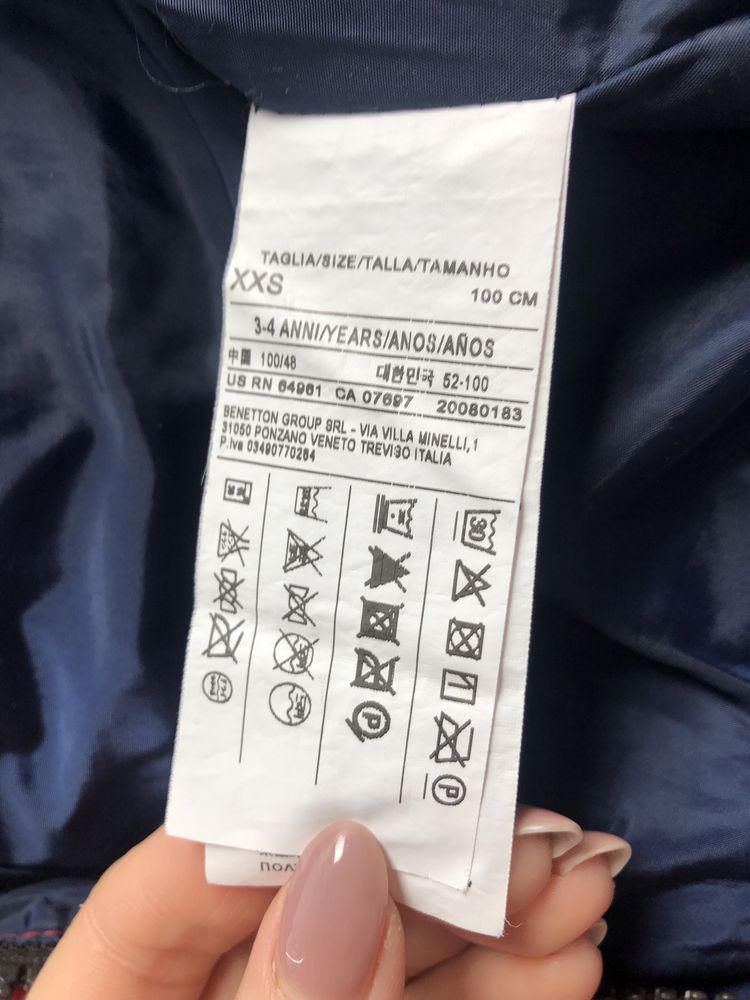 TAGLIA/SIZE/TALLA/TAMANHO
XXS 100 CM
3-4 ANNI/YEARS/ANOS/AÑOS
中國 100/48 대한민국 52-100
US RN 64961 CA 07697 20080183
BENETTON GROUP SRL - VIA VILLA MINELLI,1
31050 PONZANO VENETO TREVISO ITALIA
P.iva 03490770264
30
P
P